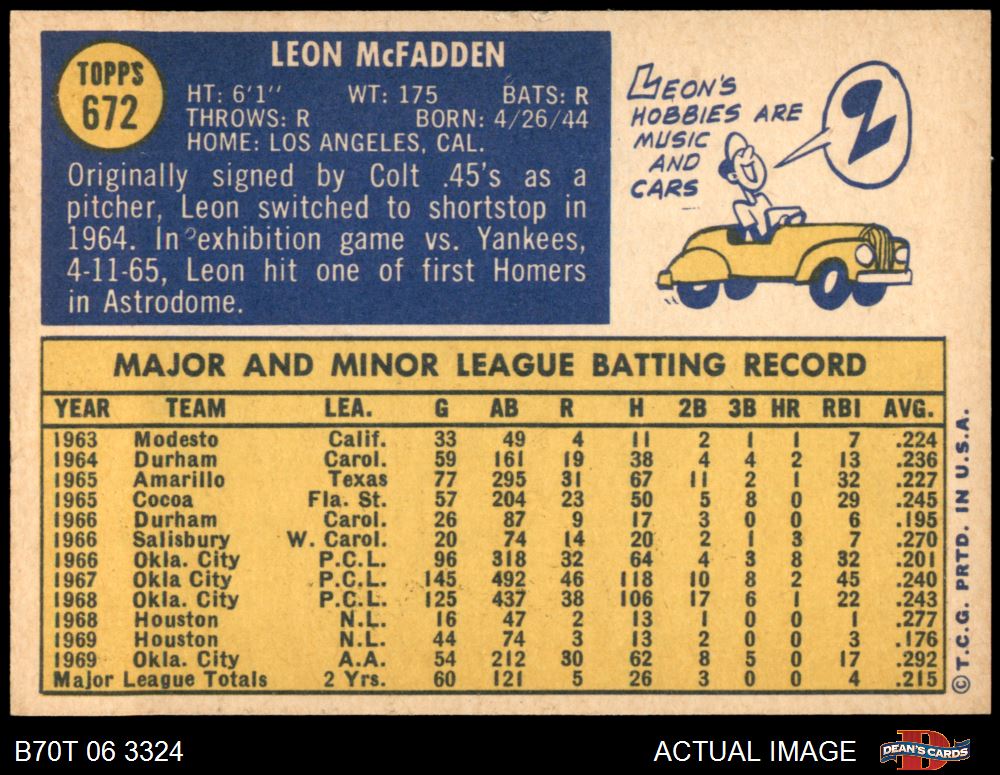 TOPPS
672
LEON McFADDEN
HT: 6'1" WT: 175 BATS: R
THROWS: R BORN: 4/26/44
HOME: LOS ANGELES, CAL.
Originally signed by Colt .45's as a
pitcher, Leon switched to shortstop in
1964. In exhibition game vs. Yankees,
4-11-65, Leon hit one of first Homers
in Astrodome.
LEON'S
HOBBIES ARE
MUSIC
AND
CARS
2
MAJOR AND MINOR LEAGUE BATTING RECORD
YEAR TEAM LEA. G AB R H 2B 3B HR RBI AVG.
1963 Modesto Calif. 33 49 4 11 2 1 1 7 .224
1964 Durham Carol. 59 161 19 38 4 4 2 13 .236
1965 Amarillo Texas 77 295 31 67 11 2 1 32 .227
1965 Cocoa Fla. St. 57 204 23 50 5 8 0 29 .245
1966 Durham Carol. 26 87 9 17 3 0 0 6 .195
1966 Salisbury W. Carol. 20 74 14 20 2 1 3 7 .270
1966 Okla. City P.C.L. 96 318 32 64 4 3 8 32 .201
1967 Okla City P.C.L. 145 492 46 118 10 8 2 45 .240
1968 Okla. City P.C.L. 125 437 38 106 17 6 1 22 .243
1968 Houston N.L. 16 47 2 13 1 0 0 1 .277
1969 Houston N.L. 44 74 3 13 2 0 0 3 .176
1969 Okla. City A.A. 54 212 30 62 8 5 0 17 .292
Major League Totals 2 Yrs. 60 121 5 26 3 0 0 4 .215
© T.C.G. PRTD. IN U.S.A.
B70T 06 3324
ACTUAL IMAGE
D
DEAN'S CARDS